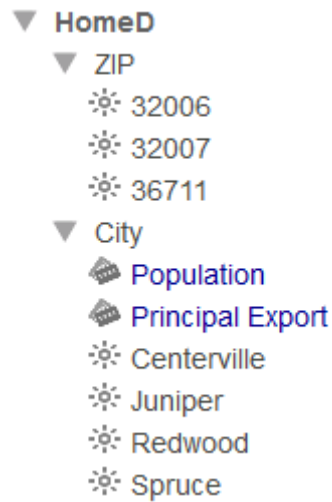 HomeD
ZIP
32006
32007
36711
City
Population
Principal Export
Centerville
Juniper
Redwood
Spruce